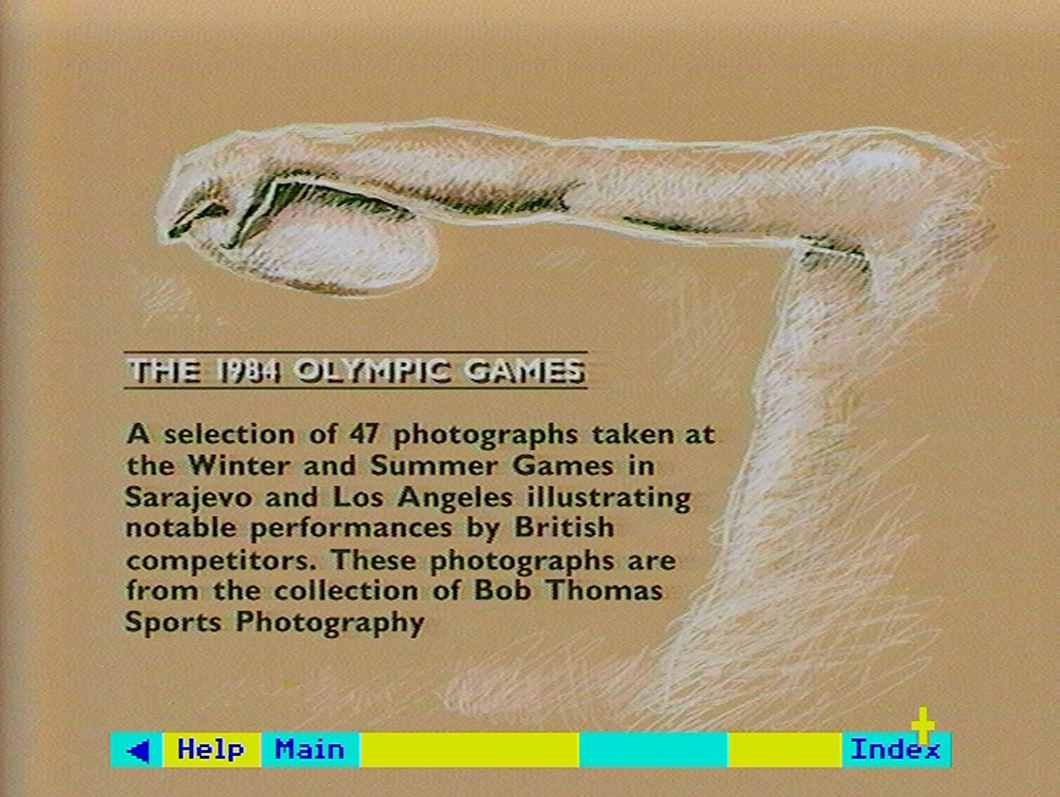 THE 1984 OLYMPIC GAMES
A selection of 47 photographs taken at
the Winter and Summer Games in
Sarajevo and Los Angeles illustrating
notable performances by British
competitors. These photographs are
from the collection of Bob Thomas
Sports Photography
Help Main Index